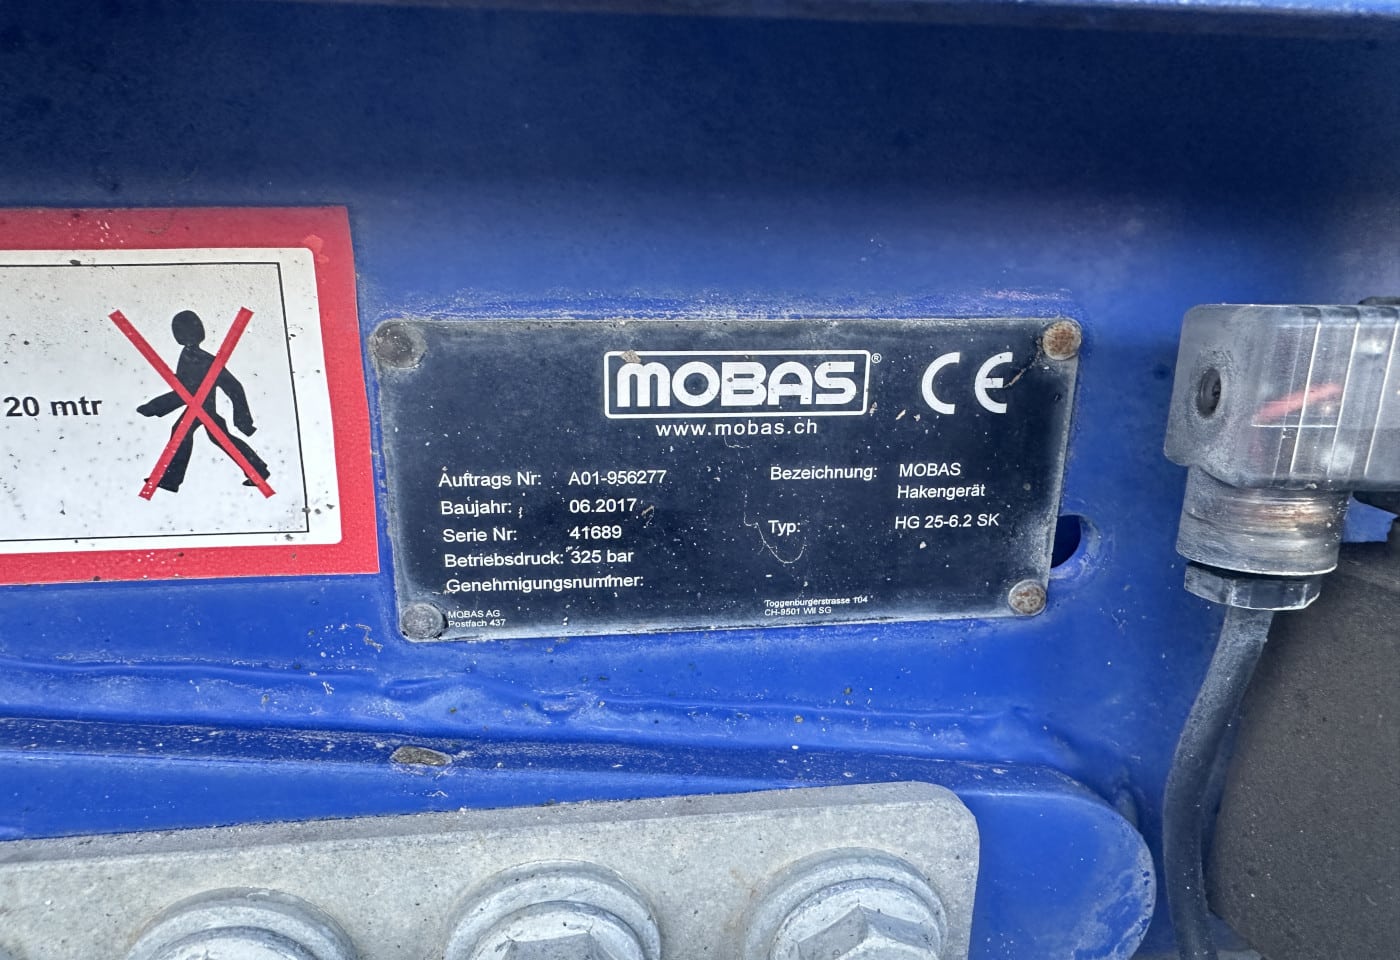 20 mtr
MOBAS®
CE
www.mobas.ch
Auftrags Nr: A01-956277
Baujahr: 06.2017
Serie Nr: 41689
Betriebsdruck: 325 bar
Genehmigungsnummer:
Bezeichnung: MOBAS
Hakengerät
Typ: HG 25-6.2 SK
MOBAS AG
Postfach 437
Toggenburgerstrasse 104
CH-9501 Wil SG